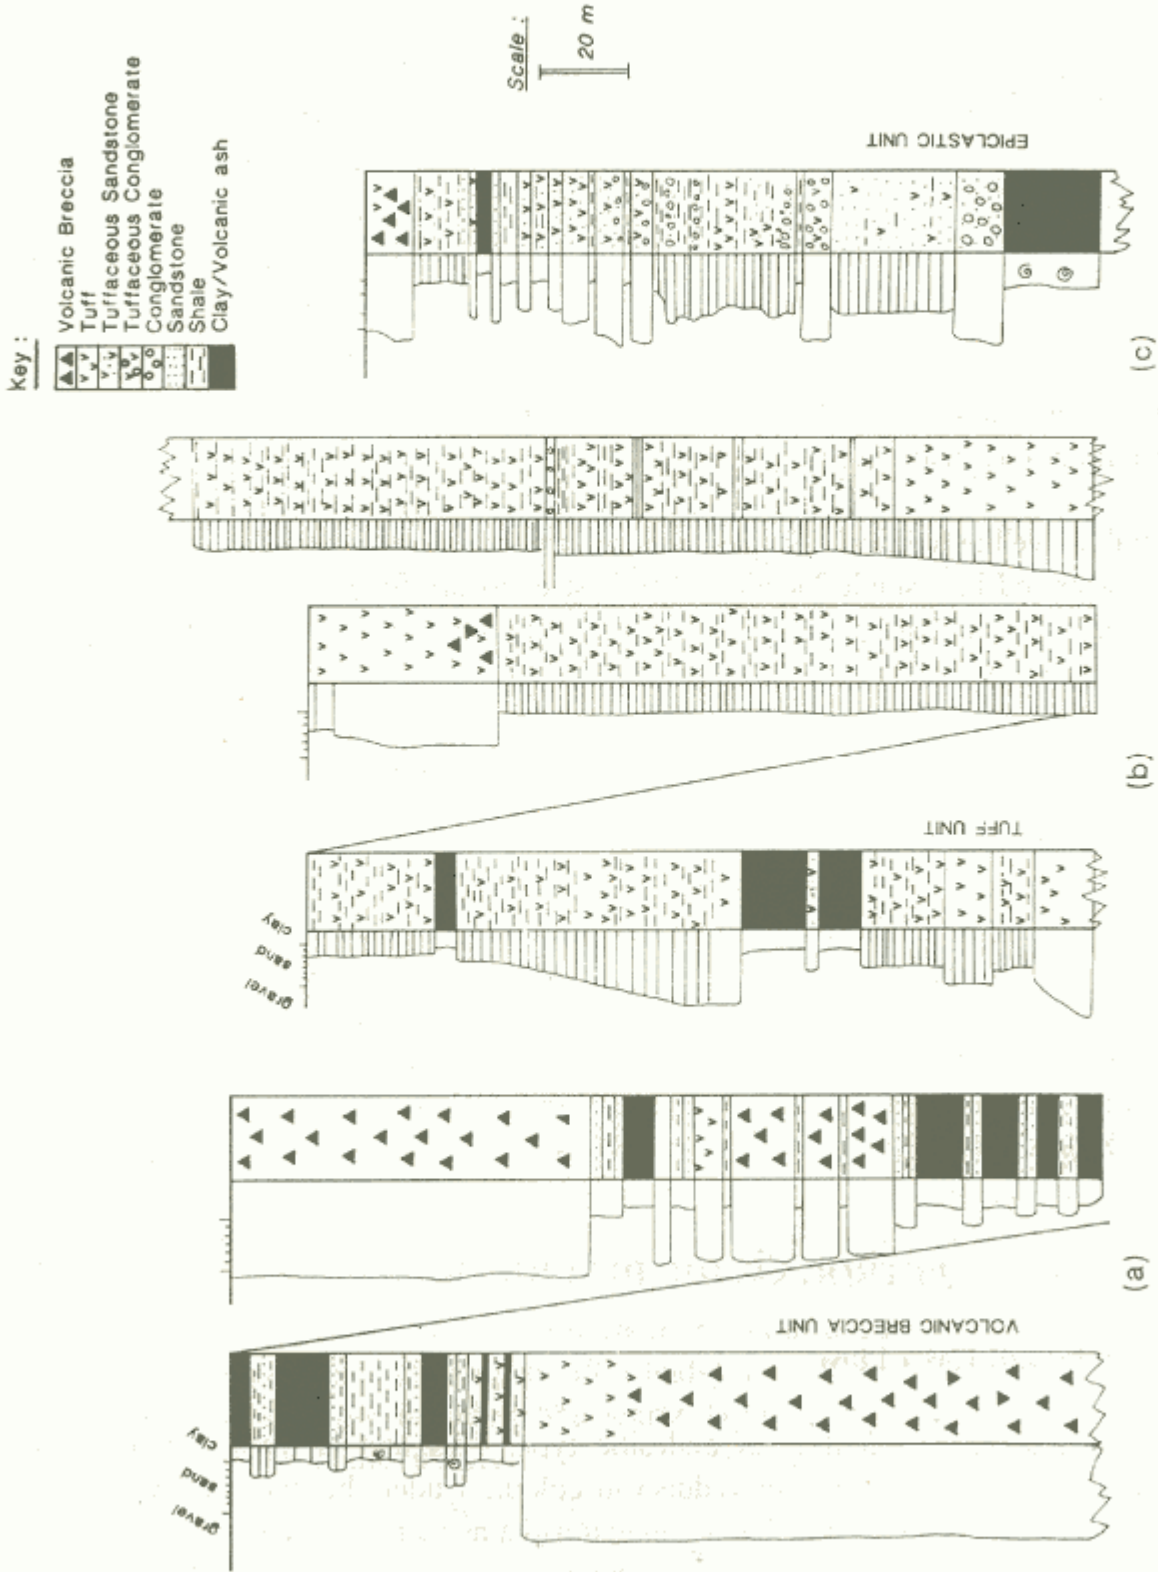 Key :
Volcanic Breccia
Tuff
Tuffaceous Sandstone
Tuffaceous Conglomerate
Conglomerate
Sandstone
Shale
Clay/Volcanic ash
Scale :
20 m
EPICLASTIC UNIT
(c)
(b)
clay
sand
gravel
TUFF UNIT
(a)
clay
sand
gravel
VOLCANIC BRECCIA UNIT